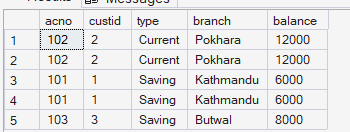 Messages
acno custid type branch balance
1 102 2 Current Pokhara 12000
2 102 2 Current Pokhara 12000
3 101 1 Saving Kathmandu 6000
4 101 1 Saving Kathmandu 6000
5 103 3 Saving Butwal 8000